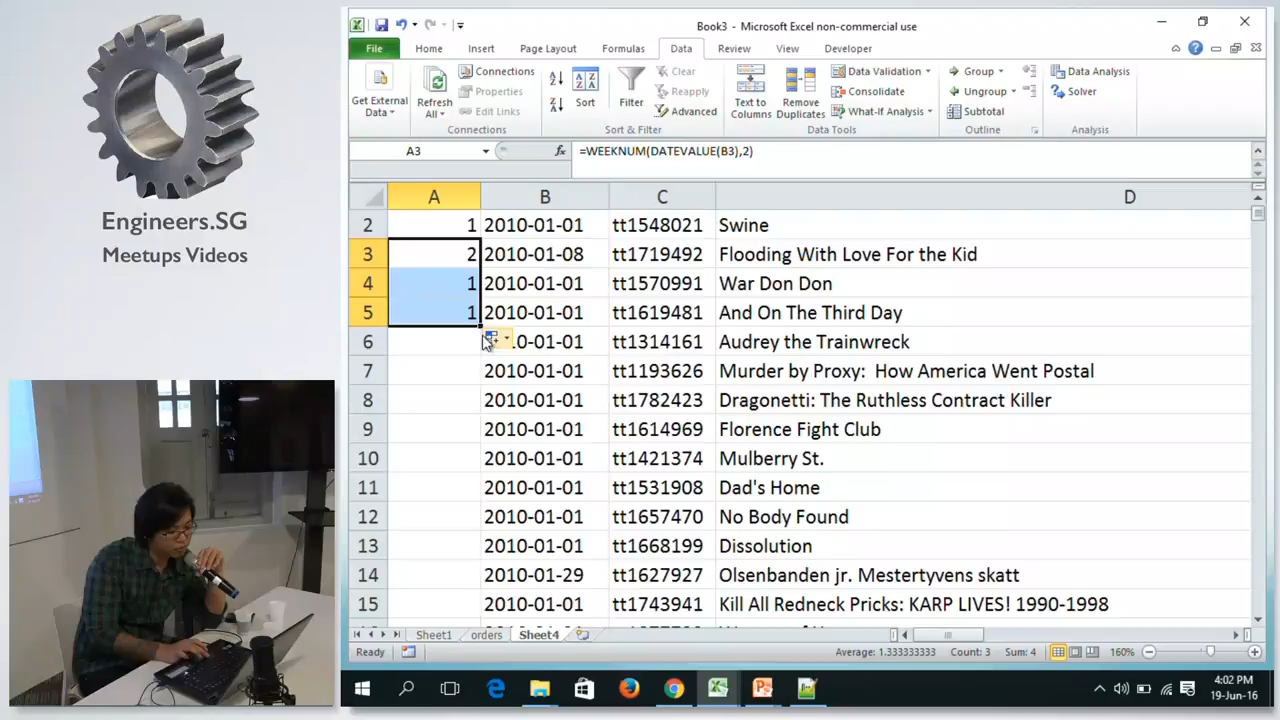 Engineers.SG
Meetups Videos
Book3 - Microsoft Excel non-commercial use
File Home Insert Page Layout Formulas Data Review View Developer
Get External Data
Refresh All
Connections
Properties
Edit Links
Connections
Sort
Filter
Clear
Reapply
Advanced
Sort & Filter
Text to Columns
Remove Duplicates
Data Validation
Consolidate
What-If Analysis
Data Tools
Group
Ungroup
Subtotal
Outline
Data Analysis
Solver
Analysis
A3 fx =WEEKNUM(DATEVALUE(B3),2)
A B C D
2 1 2010-01-01 tt1548021 Swine
3 2 2010-01-08 tt1719492 Flooding With Love For the Kid
4 1 2010-01-01 tt1570991 War Don Don
5 1 2010-01-01 tt1619481 And On The Third Day
6 .0-01-01 tt1314161 Audrey the Trainwreck
7 2010-01-01 tt1193626 Murder by Proxy: How America Went Postal
8 2010-01-01 tt1782423 Dragonetti: The Ruthless Contract Killer
9 2010-01-01 tt1614969 Florence Fight Club
10 2010-01-01 tt1421374 Mulberry St.
11 2010-01-01 tt1531908 Dad's Home
12 2010-01-01 tt1657470 No Body Found
13 2010-01-01 tt1668199 Dissolution
14 2010-01-29 tt1627927 Olsenbanden jr. Mestertyvens skatt
15 2010-01-01 tt1743941 Kill All Redneck Pricks: KARP LIVES! 1990-1998
Sheet1 orders Sheet4
Ready Average: 1.333333333 Count: 3 Sum: 4 160%
4:02 PM
19-Jun-16